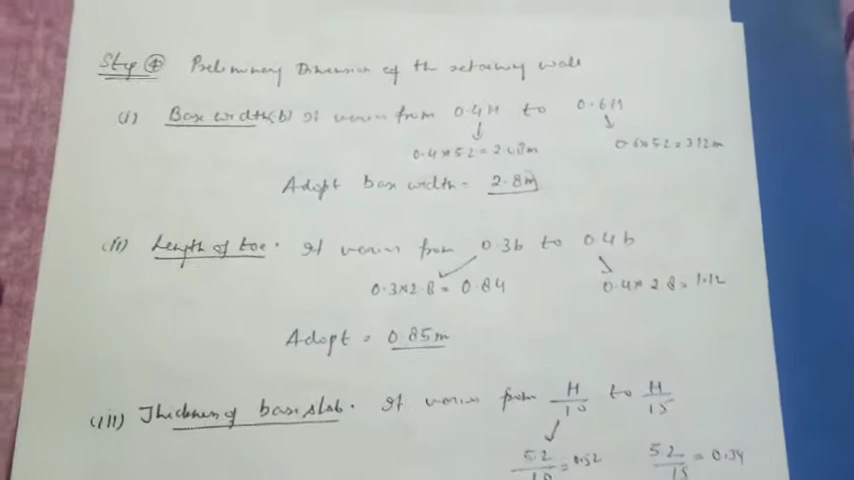 Step ④ Preliminary Dimension of the retaining wall
(i) Base width(b) It varies from 0.4H to 0.6H
0.4×5.2=2.08m 0.6×5.2=3.12m
Adopt base width = 2.8m
(ii) Length of toe. It varies from 0.3b to 0.4b
0.3×2.8=0.84 0.4×2.8=1.12
Adopt = 0.85m
(iii) Thickness of base slab. It varies from H/10 to H/15
5.2/10=0.52 5.2/15=0.34